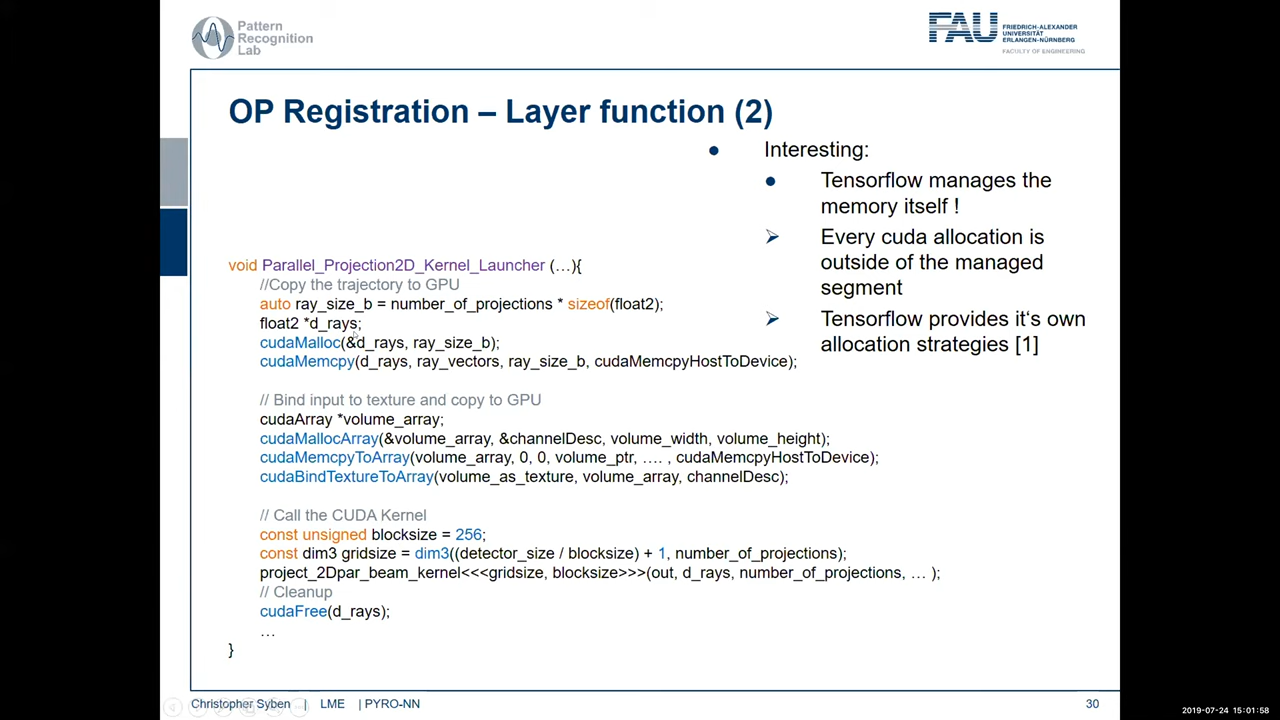 Pattern
Recognition
Lab
FAU
FRIEDRICH-ALEXANDER
UNIVERSITÄT
ERLANGEN-NÜRNBERG
FACULTY OF ENGINEERING
OP Registration – Layer function (2)
Interesting:
Tensorflow manages the
memory itself !
Every cuda allocation is
outside of the managed
segment
Tensorflow provides it‘s own
allocation strategies [1]
void Parallel_Projection2D_Kernel_Launcher (…){
//Copy the trajectory to GPU
auto ray_size_b = number_of_projections * sizeof(float2);
float2 *d_rays;
cudaMalloc(&d_rays, ray_size_b);
cudaMemcpy(d_rays, ray_vectors, ray_size_b, cudaMemcpyHostToDevice);
// Bind input to texture and copy to GPU
cudaArray *volume_array;
cudaMallocArray(&volume_array, &channelDesc, volume_width, volume_height);
cudaMemcpyToArray(volume_array, 0, 0, volume_ptr, …. , cudaMemcpyHostToDevice);
cudaBindTextureToArray(volume_as_texture, volume_array, channelDesc);
// Call the CUDA Kernel
const unsigned blocksize = 256;
const dim3 gridsize = dim3((detector_size / blocksize) + 1, number_of_projections);
project_2Dpar_beam_kernel<<<gridsize, blocksize>>>(out, d_rays, number_of_projections, … );
// Cleanup
cudaFree(d_rays);
…
}
Christopher Syben | LME | PYRO-NN
30
2019-07-24 15:01:58